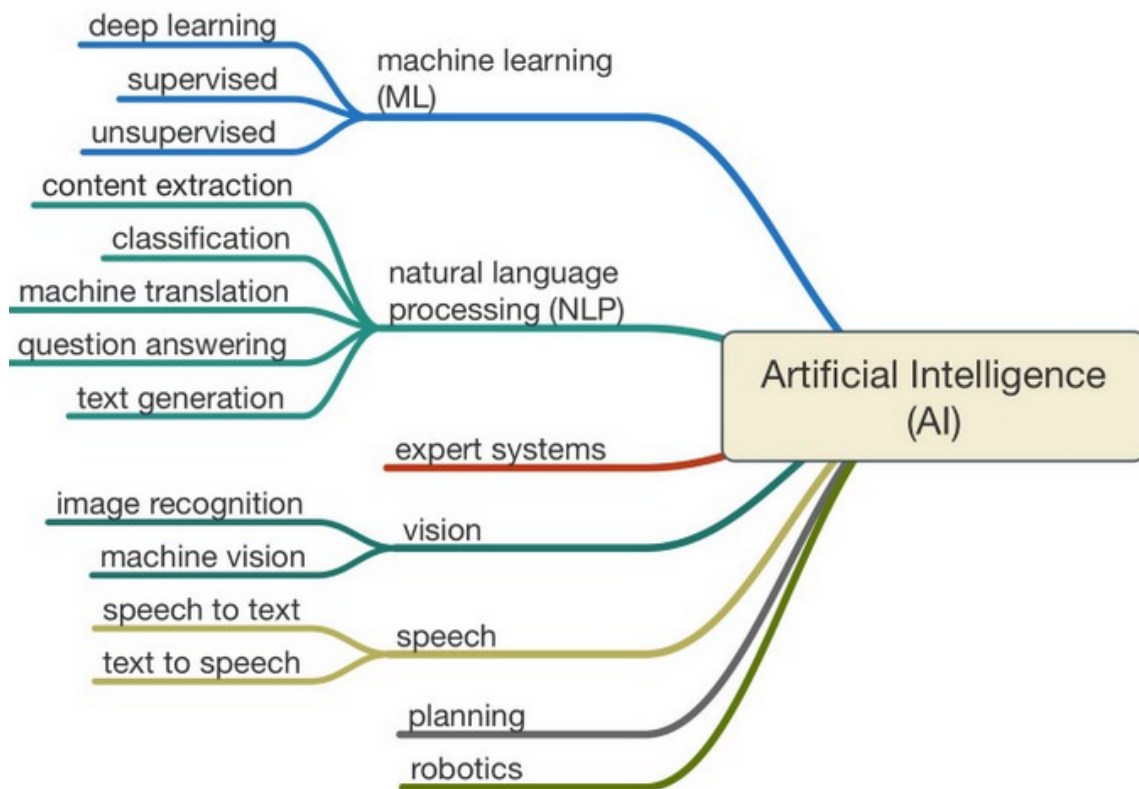 deep learning
supervised
unsupervised
machine learning
(ML)
content extraction
classification
machine translation
question answering
text generation
natural language
processing (NLP)
Artificial Intelligence
(AI)
expert systems
image recognition
machine vision
vision
speech to text
text to speech
speech
planning
robotics